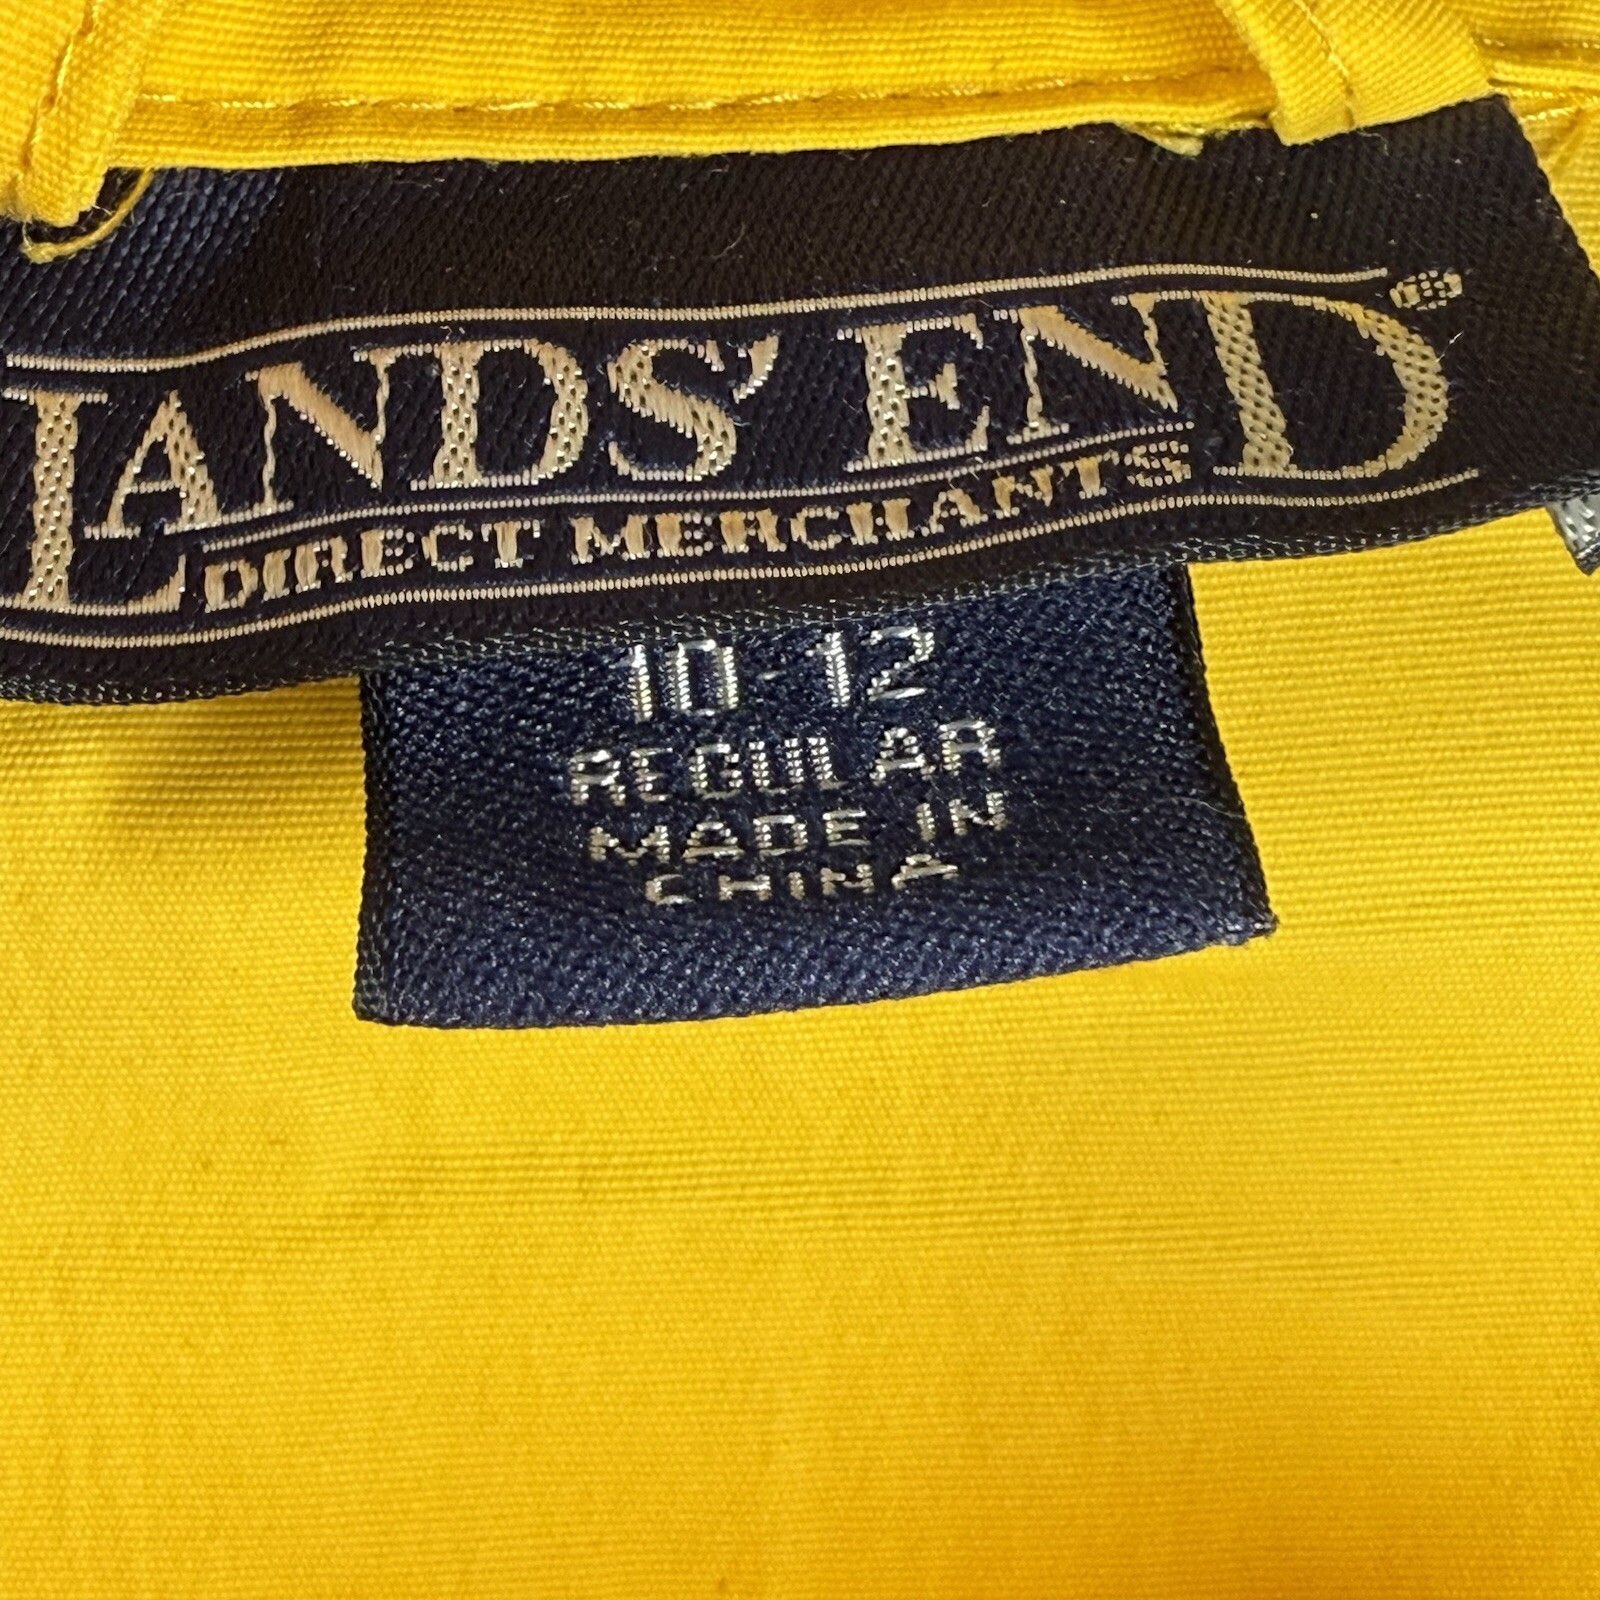 LANDS' END®
DIRECT MERCHANTS
10-12
REGULAR
MADE IN
CHINA